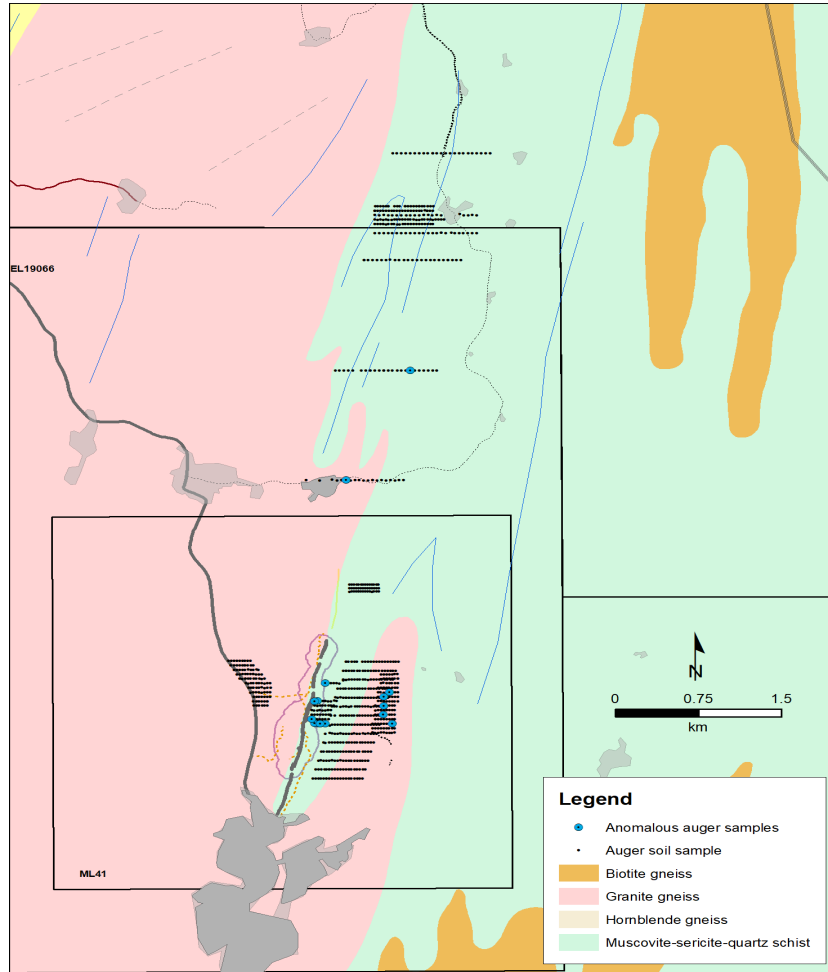 EL19066
N
0 0.75 1.5
km
Legend
Anomalous auger samples
Auger soil sample
Biotite gneiss
Granite gneiss
Hornblende gneiss
Muscovite-sericite-quartz schist
ML41